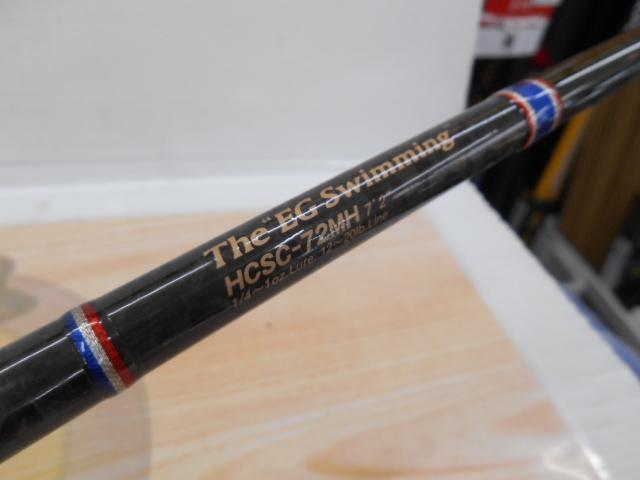 The "EG Swimming
HCSC-72MH 7'2"
1/4~1oz.Lure, 12~20lb.Line